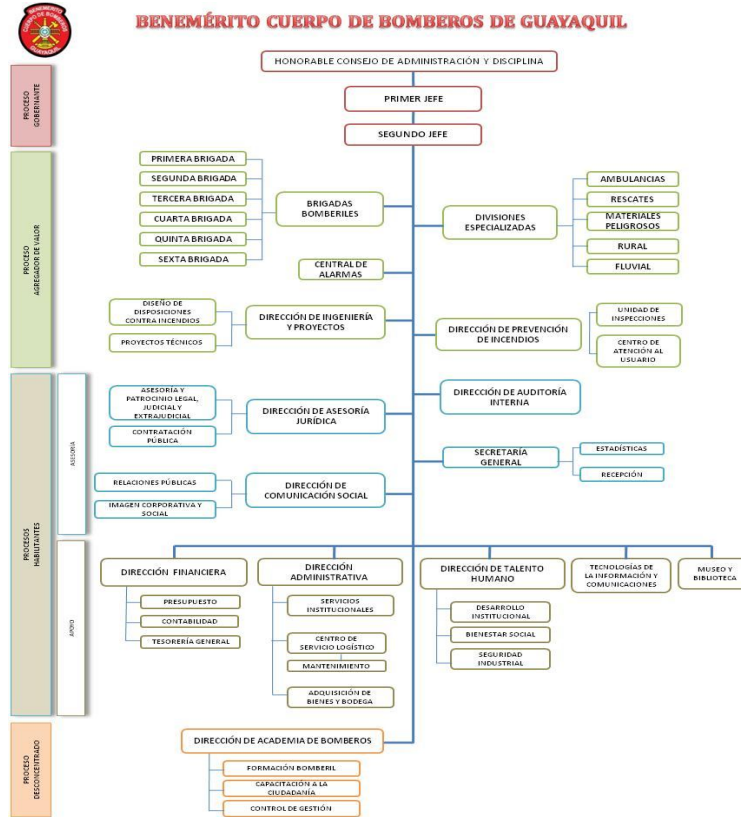 BENEMÉRITO CUERPO DE BOMBEROS DE GUAYAQUIL
BENEMÉRITO
CUERPO DE BOMBEROS
GUAYAQUIL
HONORABLE CONSEJO DE ADMINISTRACIÓN Y DISCIPLINA
PROCESO
GOBERNANTE
PRIMER JEFE
SEGUNDO JEFE
PROCESO
AGREGADOR DE VALOR
PRIMERA BRIGADA
SEGUNDA BRIGADA
TERCERA BRIGADA
CUARTA BRIGADA
QUINTA BRIGADA
SEXTA BRIGADA
BRIGADAS
BOMBERILES
DIVISIONES
ESPECIALIZADAS
AMBULANCIAS
RESCATES
MATERIALES
PELIGROSOS
RURAL
FLUVIAL
CENTRAL DE
ALARMAS
DISEÑO DE
DISPOSICIONES
CONTRA INCENDIOS
PROYECTOS TÉCNICOS
DIRECCIÓN DE INGENIERÍA
Y PROYECTOS
DIRECCIÓN DE PREVENCIÓN
DE INCENDIOS
UNIDAD DE
INSPECCIONES
CENTRO DE
ATENCIÓN AL
USUARIO
PROCESOS
HABILITANTES
ASESORÍA
ASESORÍA Y
PATROCINIO LEGAL,
JUDICIAL Y
EXTRAJUDICIAL
CONTRATACIÓN
PÚBLICA
DIRECCIÓN DE ASESORÍA
JURÍDICA
DIRECCIÓN DE AUDITORÍA
INTERNA
SECRETARÍA
GENERAL
ESTADÍSTICAS
RECEPCIÓN
RELACIONES PÚBLICAS
IMAGEN CORPORATIVA Y
SOCIAL
DIRECCIÓN DE
COMUNICACIÓN SOCIAL
APOYO
DIRECCIÓN FINANCIERA
PRESUPUESTO
CONTABILIDAD
TESORERÍA GENERAL
DIRECCIÓN
ADMINISTRATIVA
SERVICIOS
INSTITUCIONALES
CENTRO DE
SERVICIO LOGÍSTICO
MANTENIMIENTO
ADQUISICIÓN DE
BIENES Y BODEGA
DIRECCIÓN DE TALENTO
HUMANO
DESARROLLO
INSTITUCIONAL
BIENESTAR SOCIAL
SEGURIDAD
INDUSTRIAL
TECNOLOGÍAS DE
LA INFORMACIÓN Y
COMUNICACIONES
MUSEO Y
BIBLIOTECA
PROCESO
DESCONCENTRADO
DIRECCIÓN DE ACADEMIA DE BOMBEROS
FORMACIÓN BOMBERIL
CAPACITACIÓN A LA
CIUDADANÍA
CONTROL DE GESTIÓN